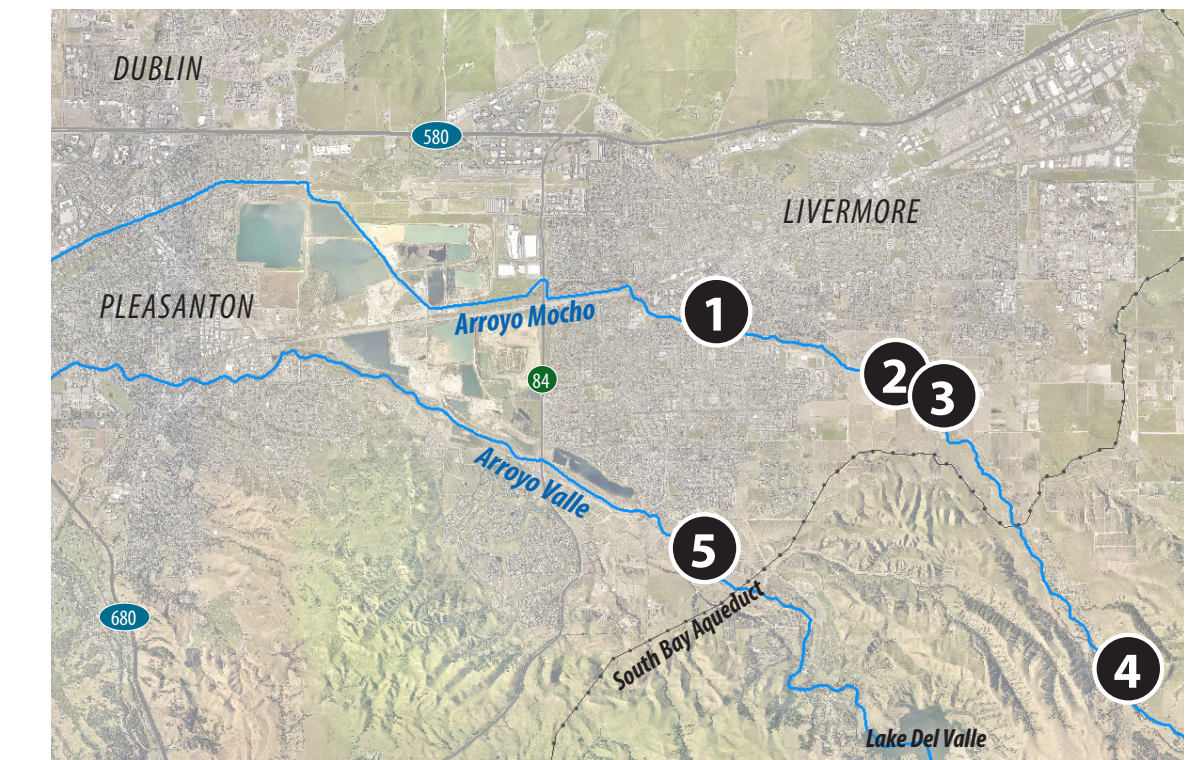 DUBLIN
580
LIVERMORE
PLEASANTON
1
Arroyo Mocho
2
84
3
Arroyo Valle
5
South Bay Aqueduct
680
4
Lake Del Valle